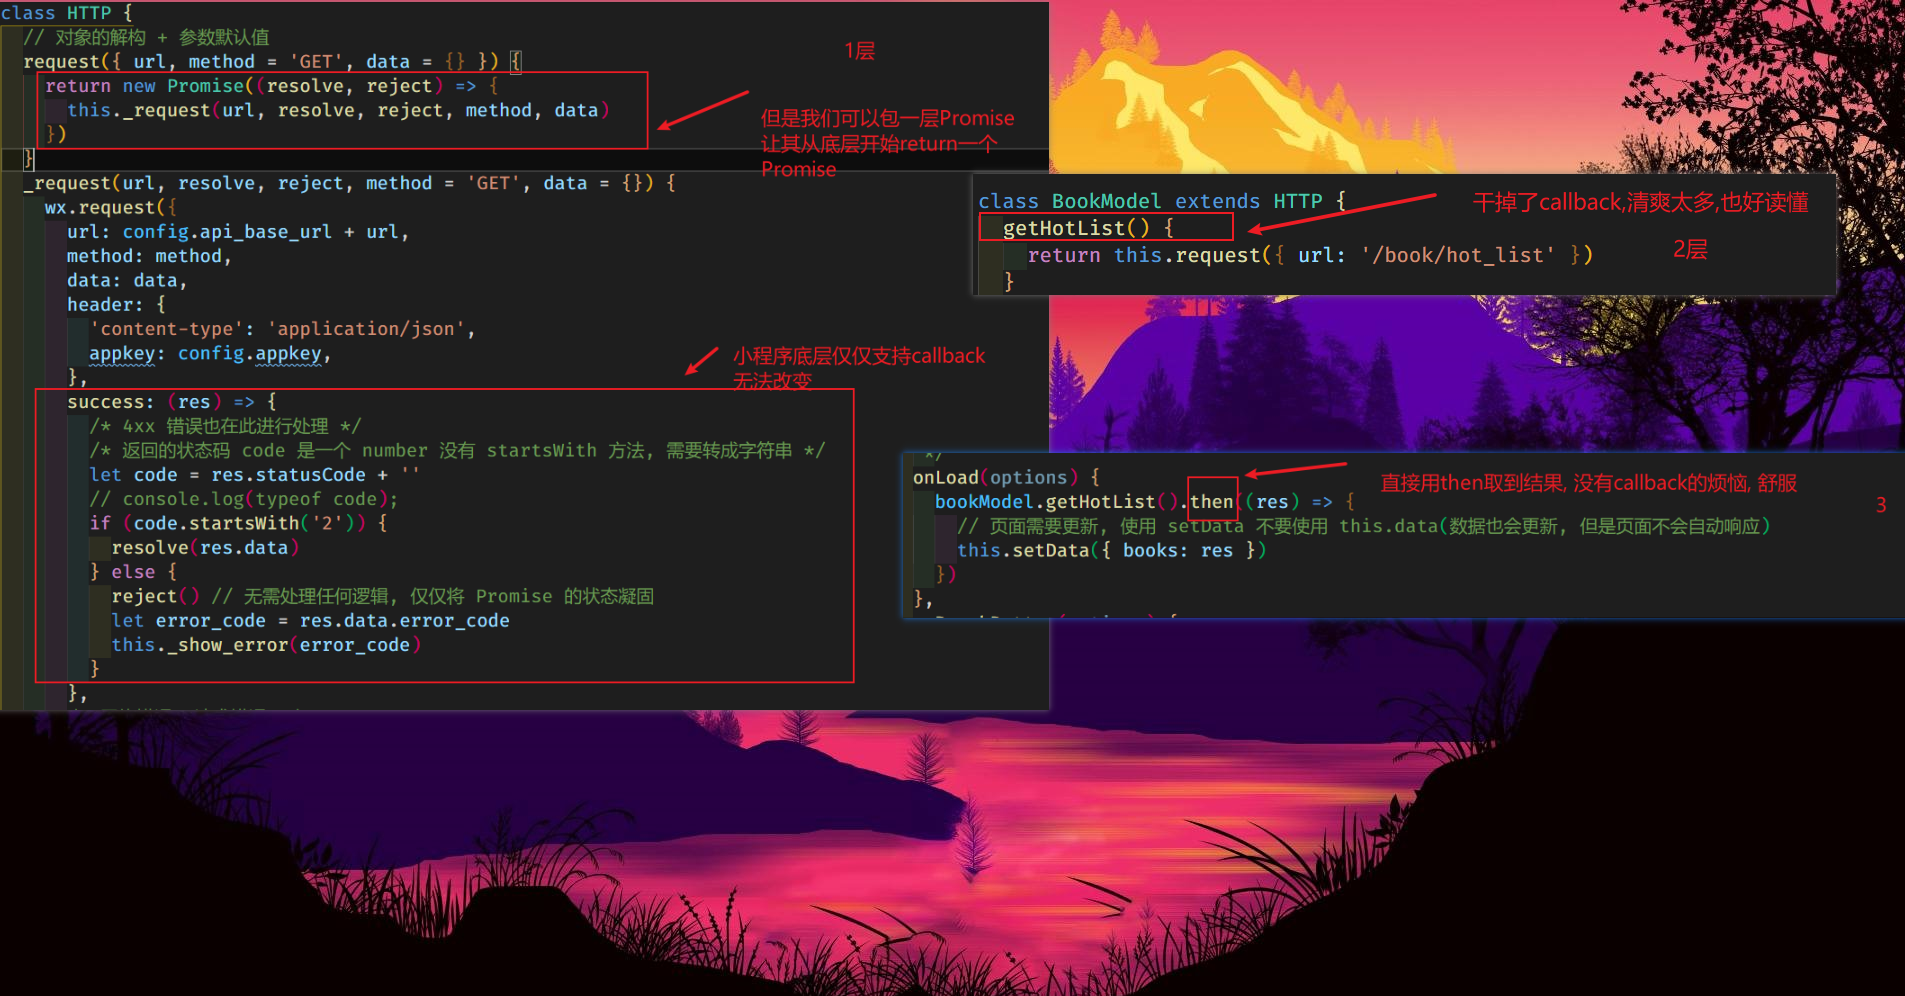 class HTTP {
// 对象的解构 + 参数默认值
request({ url, method = 'GET', data = {} }) {
return new Promise((resolve, reject) => {
this._request(url, resolve, reject, method, data)
})
}
_request(url, resolve, reject, method = 'GET', data = {}) {
wx.request({
url: config.api_base_url + url,
method: method,
data: data,
header: {
'content-type': 'application/json',
appkey: config.appkey,
},
success: (res) => {
/* 4xx 错误也在此进行处理 */
/* 返回的状态码 code 是一个 number 没有 startsWith 方法, 需要转成字符串 */
let code = res.statusCode + ''
// console.log(typeof code);
if (code.startsWith('2')) {
resolve(res.data)
} else {
reject() // 无需处理任何逻辑, 仅仅将 Promise 的状态凝固
let error_code = res.data.error_code
this._show_error(error_code)
}
},
1层
但是我们可以包一层Promise
让其从底层开始return一个
Promise
小程序底层仅仅支持callback
无法改变
class BookModel extends HTTP {
getHotList() {
return this.request({ url: '/book/hot_list' })
}
干掉了callback,清爽太多,也好读懂
2层
*/
onLoad(options) {
bookModel.getHotList().then((res) => {
// 页面需要更新, 使用 setData 不要使用 this.data(数据也会更新, 但是页面不会自动响应)
this.setData({ books: res })
})
},
直接用then取到结果, 没有callback的烦恼, 舒服
3